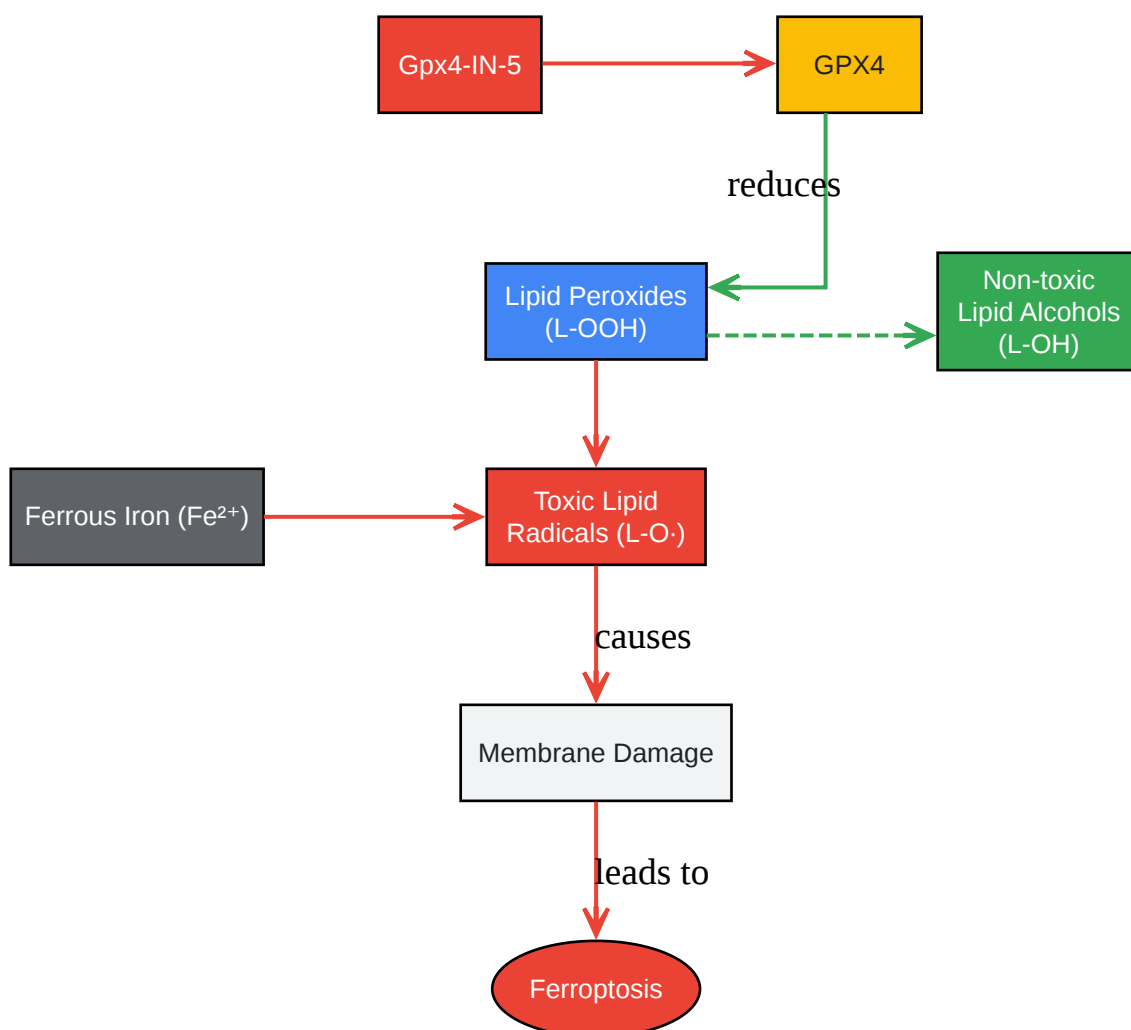 Gpx4-IN-5
GPX4
reduces
Lipid Peroxides
(L-OOH)
Non-toxic
Lipid Alcohols
(L-OH)
Ferrous Iron (Fe²⁺)
Toxic Lipid
Radicals (L-O·)
causes
Membrane Damage
leads to
Ferroptosis